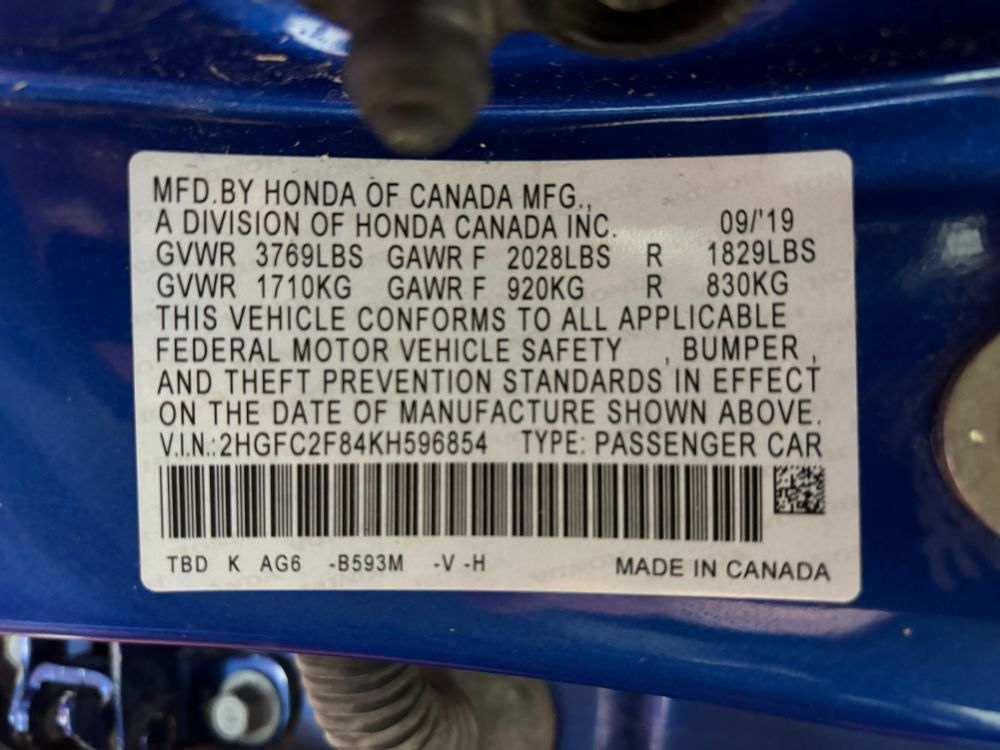 MFD.BY HONDA OF CANADA MFG.,
A DIVISION OF HONDA CANADA INC. 09/'19
GVWR 3769LBS GAWR F 2028LBS R 1829LBS
GVWR 1710KG GAWR F 920KG R 830KG
THIS VEHICLE CONFORMS TO ALL APPLICABLE
FEDERAL MOTOR VEHICLE SAFETY , BUMPER ,
AND THEFT PREVENTION STANDARDS IN EFFECT
ON THE DATE OF MANUFACTURE SHOWN ABOVE.
V.I.N.:2HGFC2F84KH596854 TYPE: PASSENGER CAR
TBD K AG6 -B593M -V -H MADE IN CANADA